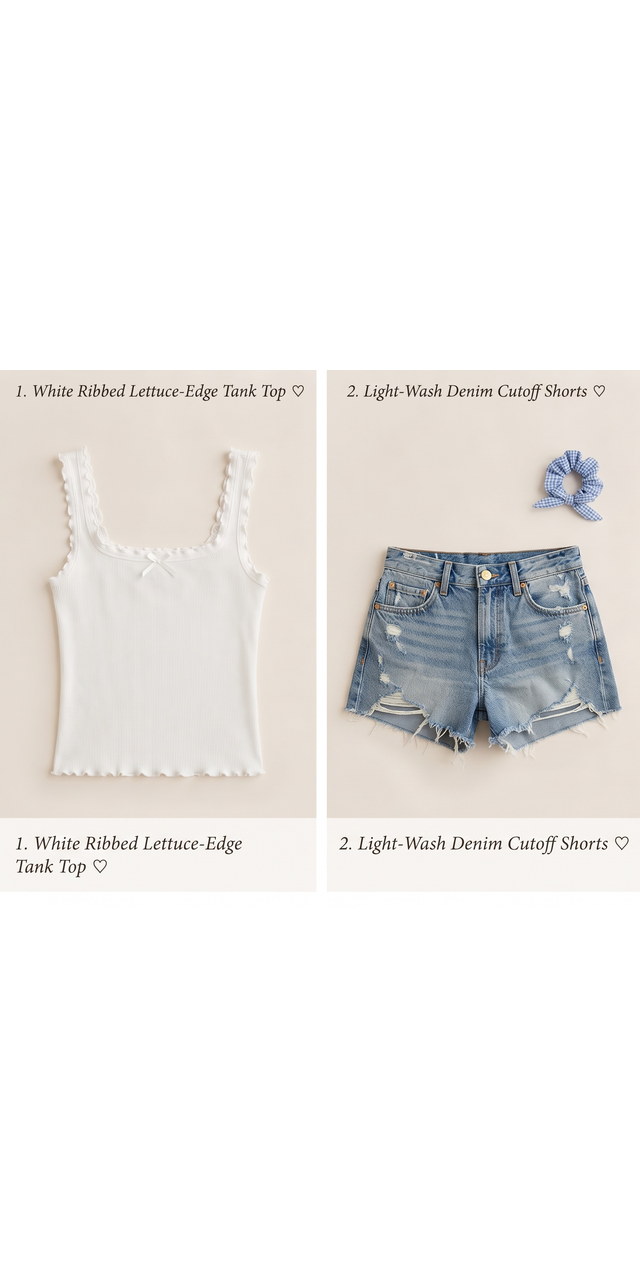 1. White Ribbed Lettuce-Edge Tank Top ♡
2. Light-Wash Denim Cutoff Shorts ♡
1. White Ribbed Lettuce-Edge
Tank Top ♡
2. Light-Wash Denim Cutoff Shorts ♡